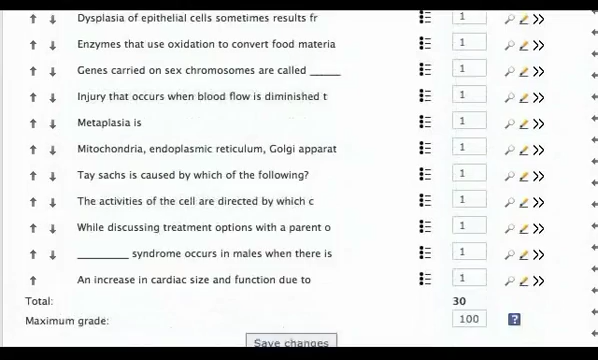 Dysplasia of epithelial cells sometimes results fr 1
Enzymes that use oxidation to convert food materia 1
Genes carried on sex chromosomes are called ______ 1
Injury that occurs when blood flow is diminished t 1
Metaplasia is 1
Mitochondria, endoplasmic reticulum, Golgi apparat 1
Tay sachs is caused by which of the following? 1
The activities of the cell are directed by which c 1
While discussing treatment options with a parent o 1
__________ syndrome occurs in males when there is 1
An increase in cardiac size and function due to 1
Total: 30
Maximum grade: 100 ?
Save changes